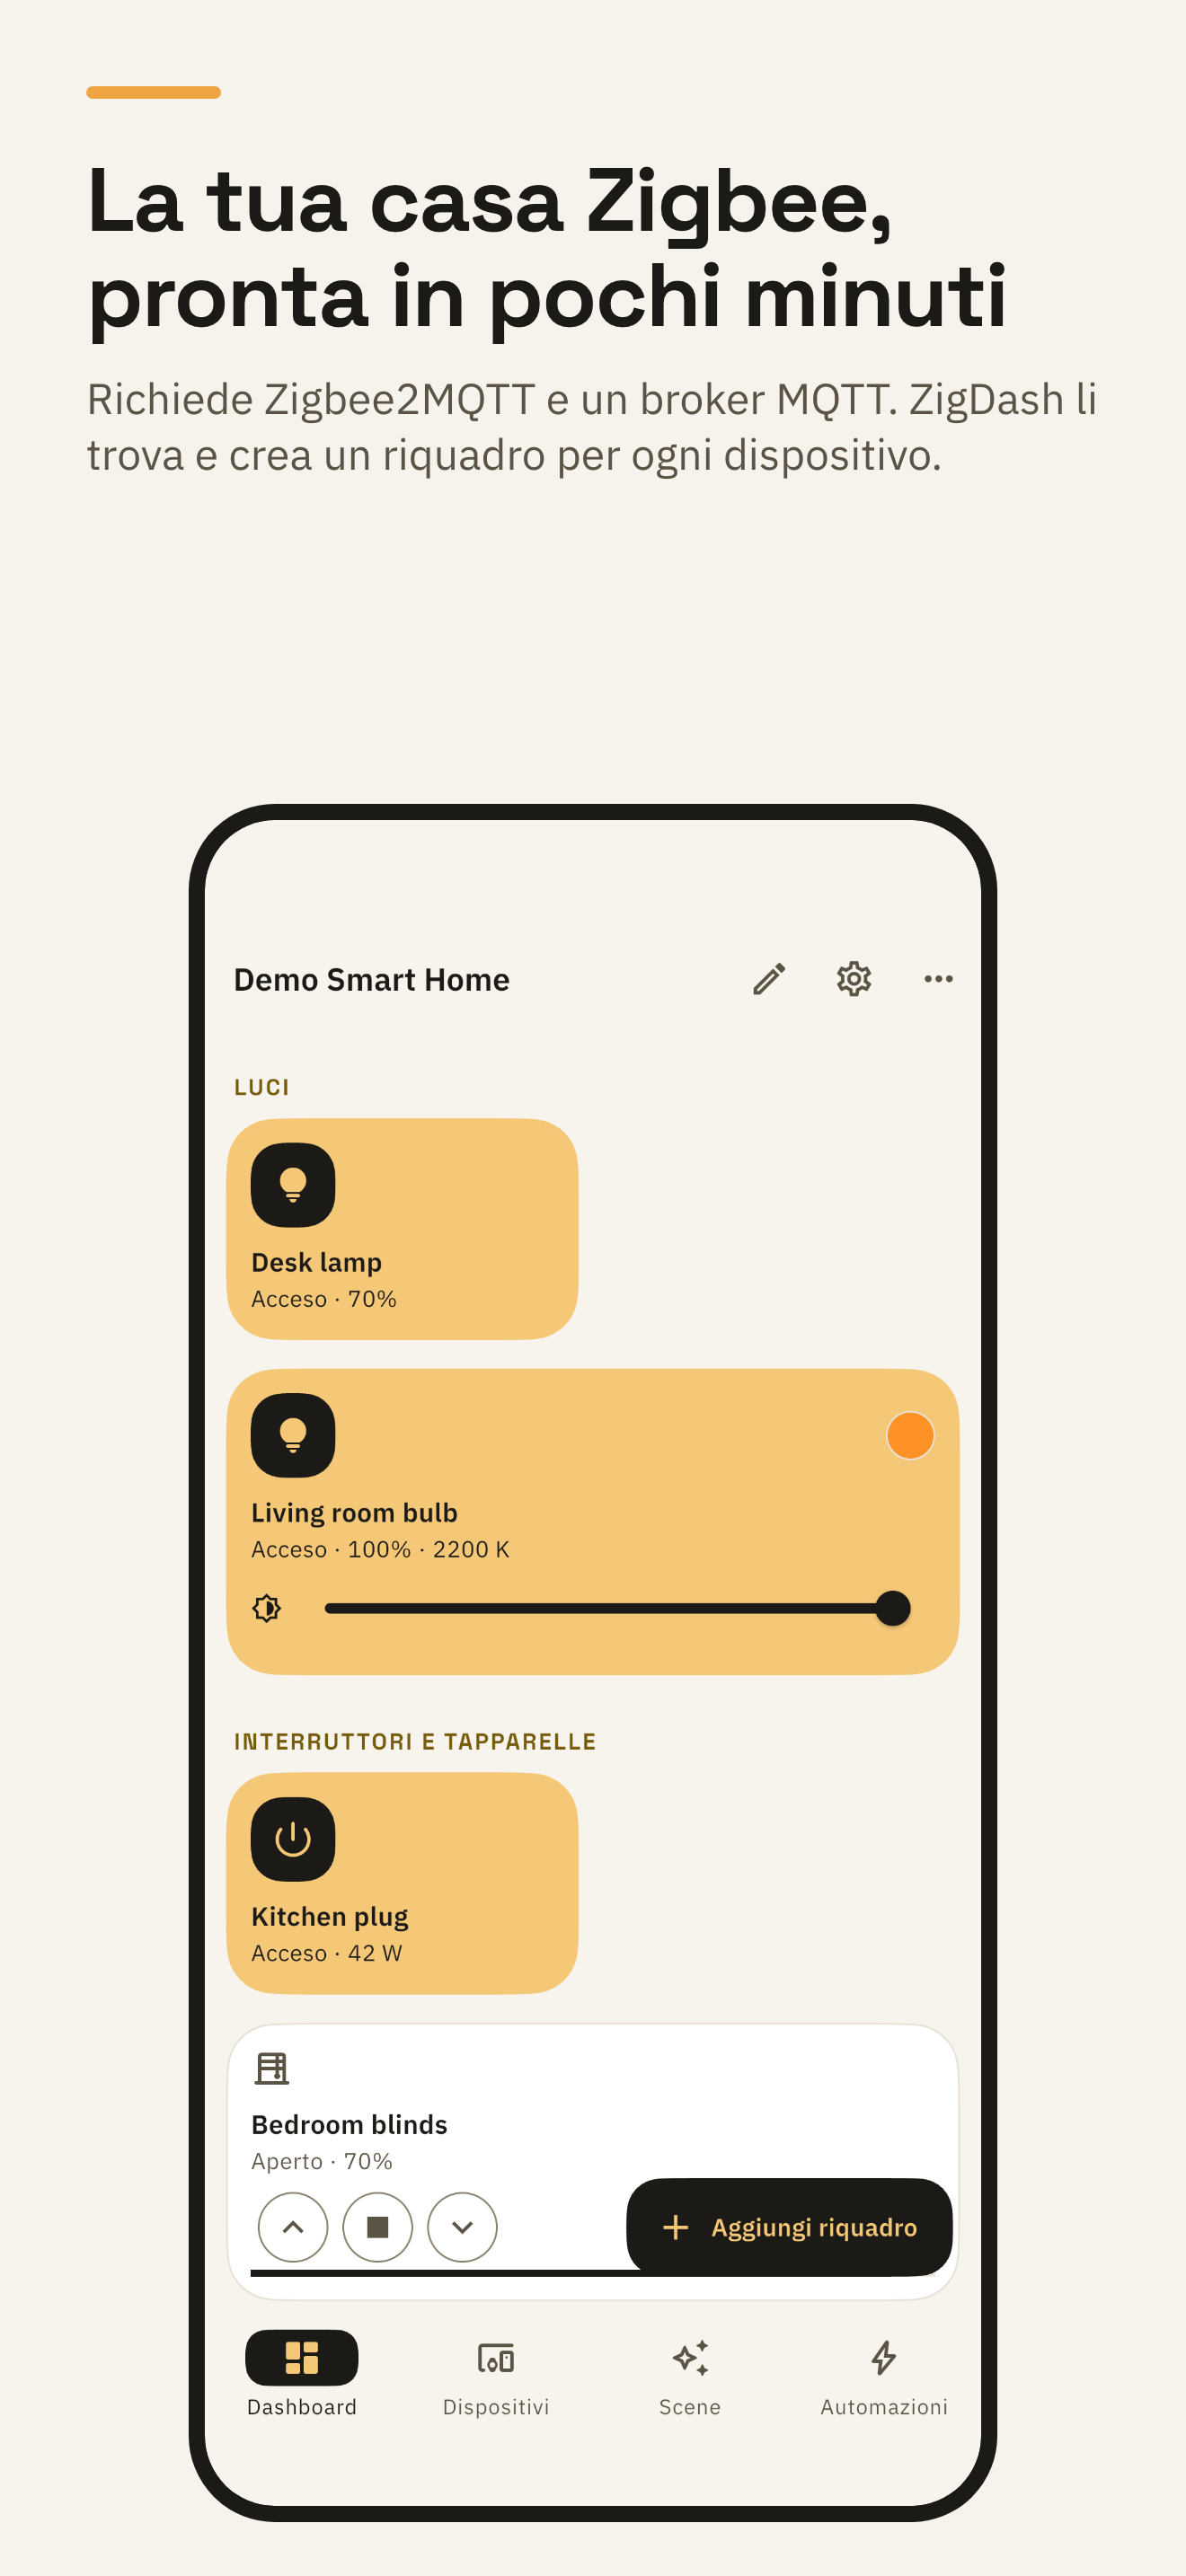 La tua casa Zigbee,
pronta in pochi minuti
Richiede Zigbee2MQTT e un broker MQTT. ZigDash li
trova e crea un riquadro per ogni dispositivo.
Demo Smart Home
LUCI
Desk lamp
Acceso · 70%
Living room bulb
Acceso · 100% · 2200 K
INTERRUTTORI E TAPPARELLE
Kitchen plug
Acceso · 42 W
Bedroom blinds
Aperto · 70%
Aggiungi riquadro
Dashboard
Dispositivi
Scene
Automazioni